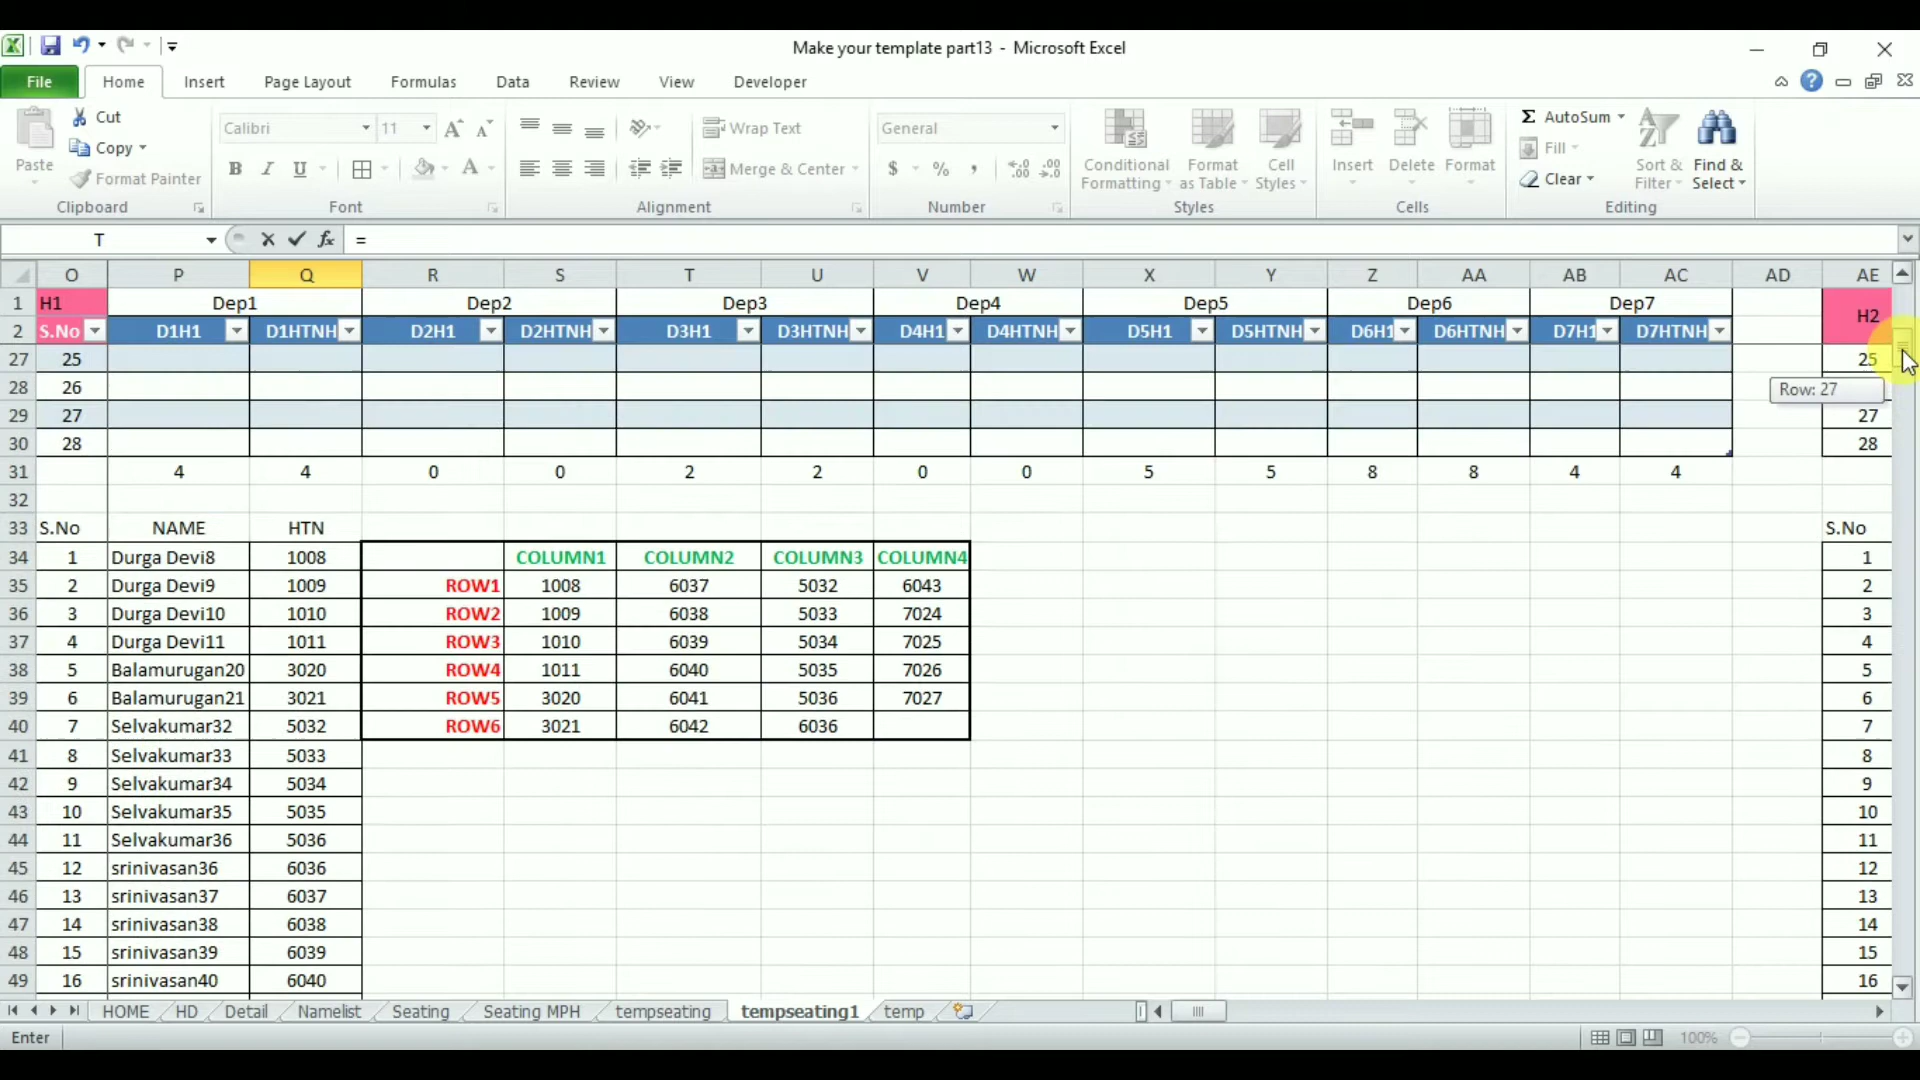 Make your template part13 - Microsoft Excel
File Home Insert Page Layout Formulas Data Review View Developer
Paste Cut Copy Format Painter Clipboard
Calibri 11 A A B I U A Font
Wrap Text Merge & Center Alignment
General $ % , .0 .00 .00 .0 Number
Conditional Formatting Format as Table Cell Styles Styles
Insert Delete Format Cells
Σ AutoSum Fill Clear Sort & Filter Find & Select Editing
T fx =
O P Q R S T U V W X Y Z AA AB AC AD AE
1 H1 Dep1 Dep2 Dep3 Dep4 Dep5 Dep6 Dep7 H2
2 S.No D1H1 D1HTNH D2H1 D2HTNH D3H1 D3HTNH D4H1 D4HTNH D5H1 D5HTNH D6H1 D6HTNH D7H1 D7HTNH
27 25 25
28 26 Row: 27
29 27 27
30 28 28
31 4 4 0 0 2 2 0 0 5 5 8 8 4 4
32
33 S.No NAME HTN S.No
34 1 Durga Devi8 1008 COLUMN1 COLUMN2 COLUMN3 COLUMN4 1
35 2 Durga Devi9 1009 ROW1 1008 6037 5032 6043 2
36 3 Durga Devi10 1010 ROW2 1009 6038 5033 7024 3
37 4 Durga Devi11 1011 ROW3 1010 6039 5034 7025 4
38 5 Balamurugan20 3020 ROW4 1011 6040 5035 7026 5
39 6 Balamurugan21 3021 ROW5 3020 6041 5036 7027 6
40 7 Selvakumar32 5032 ROW6 3021 6042 6036 7
41 8 Selvakumar33 5033 8
42 9 Selvakumar34 5034 9
43 10 Selvakumar35 5035 10
44 11 Selvakumar36 5036 11
45 12 srinivasan36 6036 12
46 13 srinivasan37 6037 13
47 14 srinivasan38 6038 14
48 15 srinivasan39 6039 15
49 16 srinivasan40 6040 16
HOME HD Detail Namelist Seating Seating MPH tempseating tempseating1 temp
Enter 100%